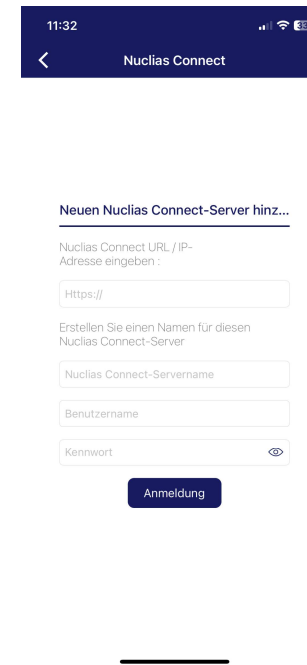 11:32
33
Nuclias Connect
Neuen Nuclias Connect-Server hinz...
Nuclias Connect URL / IP-
Adresse eingeben :
Https://
Erstellen Sie einen Namen für diesen
Nuclias Connect-Server
Nuclias Connect-Servername
Benutzername
Kennwort
Anmeldung